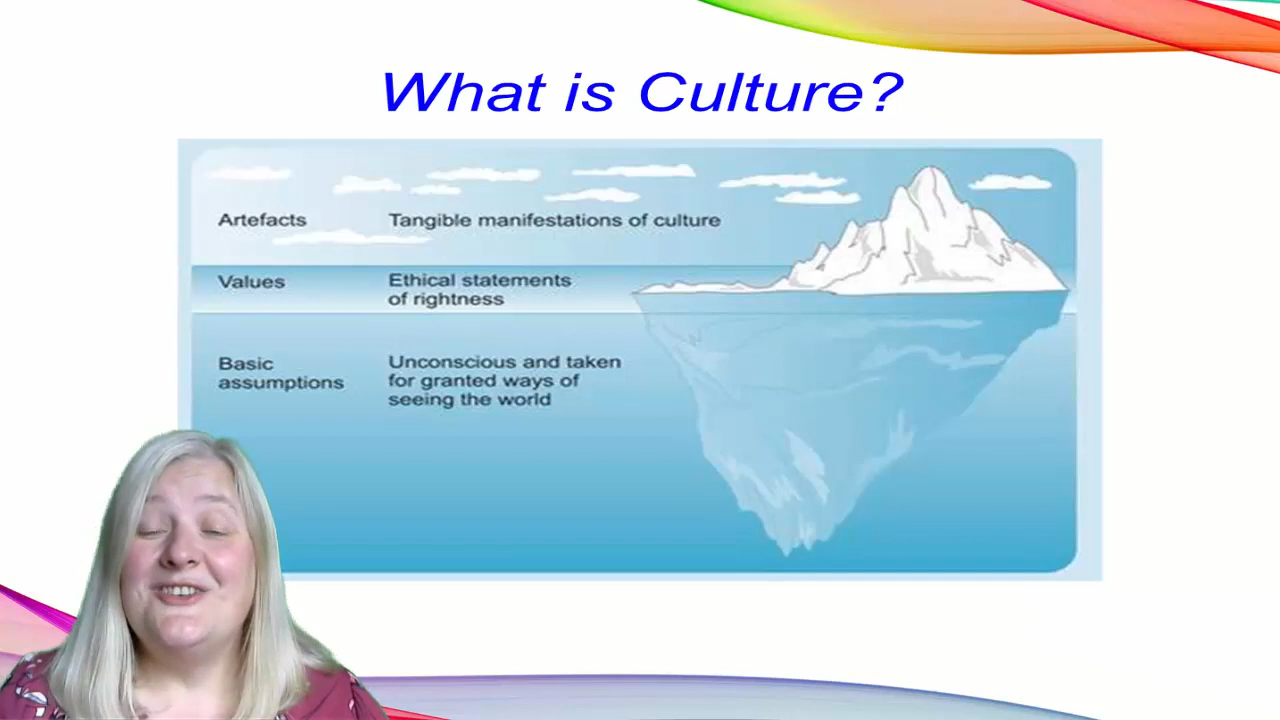 What is Culture?
Artefacts
Tangible manifestations of culture
Values
Ethical statements
of rightness
Basic
assumptions
Unconscious and taken
for granted ways of
seeing the world